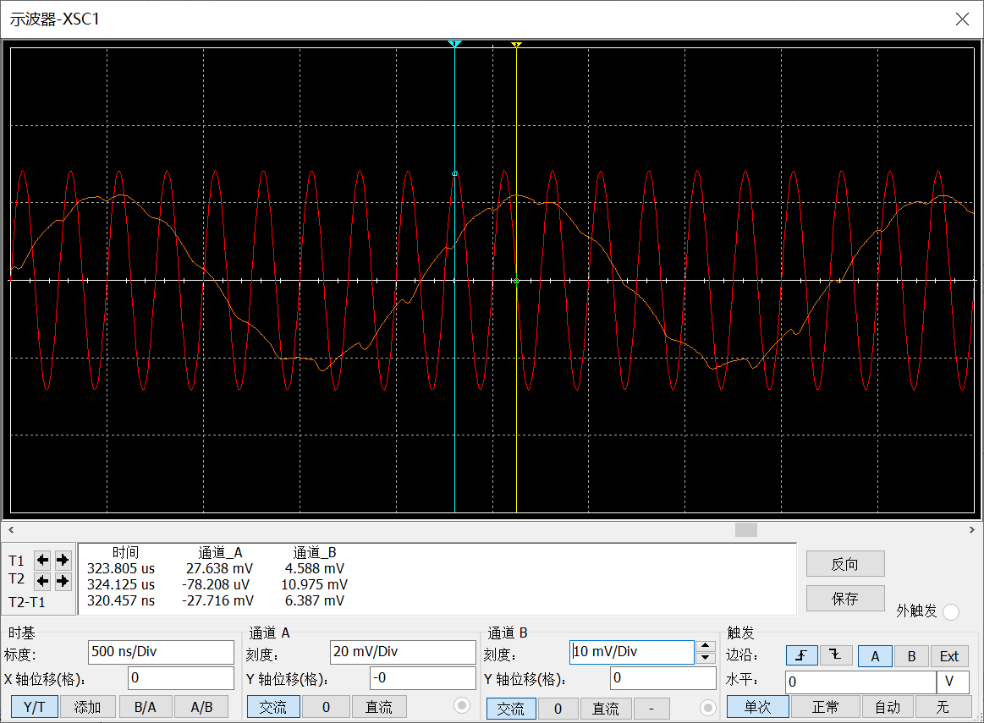 示波器-XSC1
T1
T2
T2-T1
时间 通道_A 通道_B
323.805 us 27.638 mV 4.588 mV
324.125 us -78.208 uV 10.975 mV
320.457 ns -27.716 mV 6.387 mV
反向
保存
外触发
时基
标度: 500 ns/Div
X 轴位移(格): 0
Y/T 添加 B/A A/B
通道 A
刻度: 20 mV/Div
Y 轴位移(格): -0
交流 0 直流
通道 B
刻度: 10 mV/Div
Y 轴位移(格): 0
交流 0 直流 -
触发
边沿: A B Ext
水平: 0 V
单次 正常 自动 无